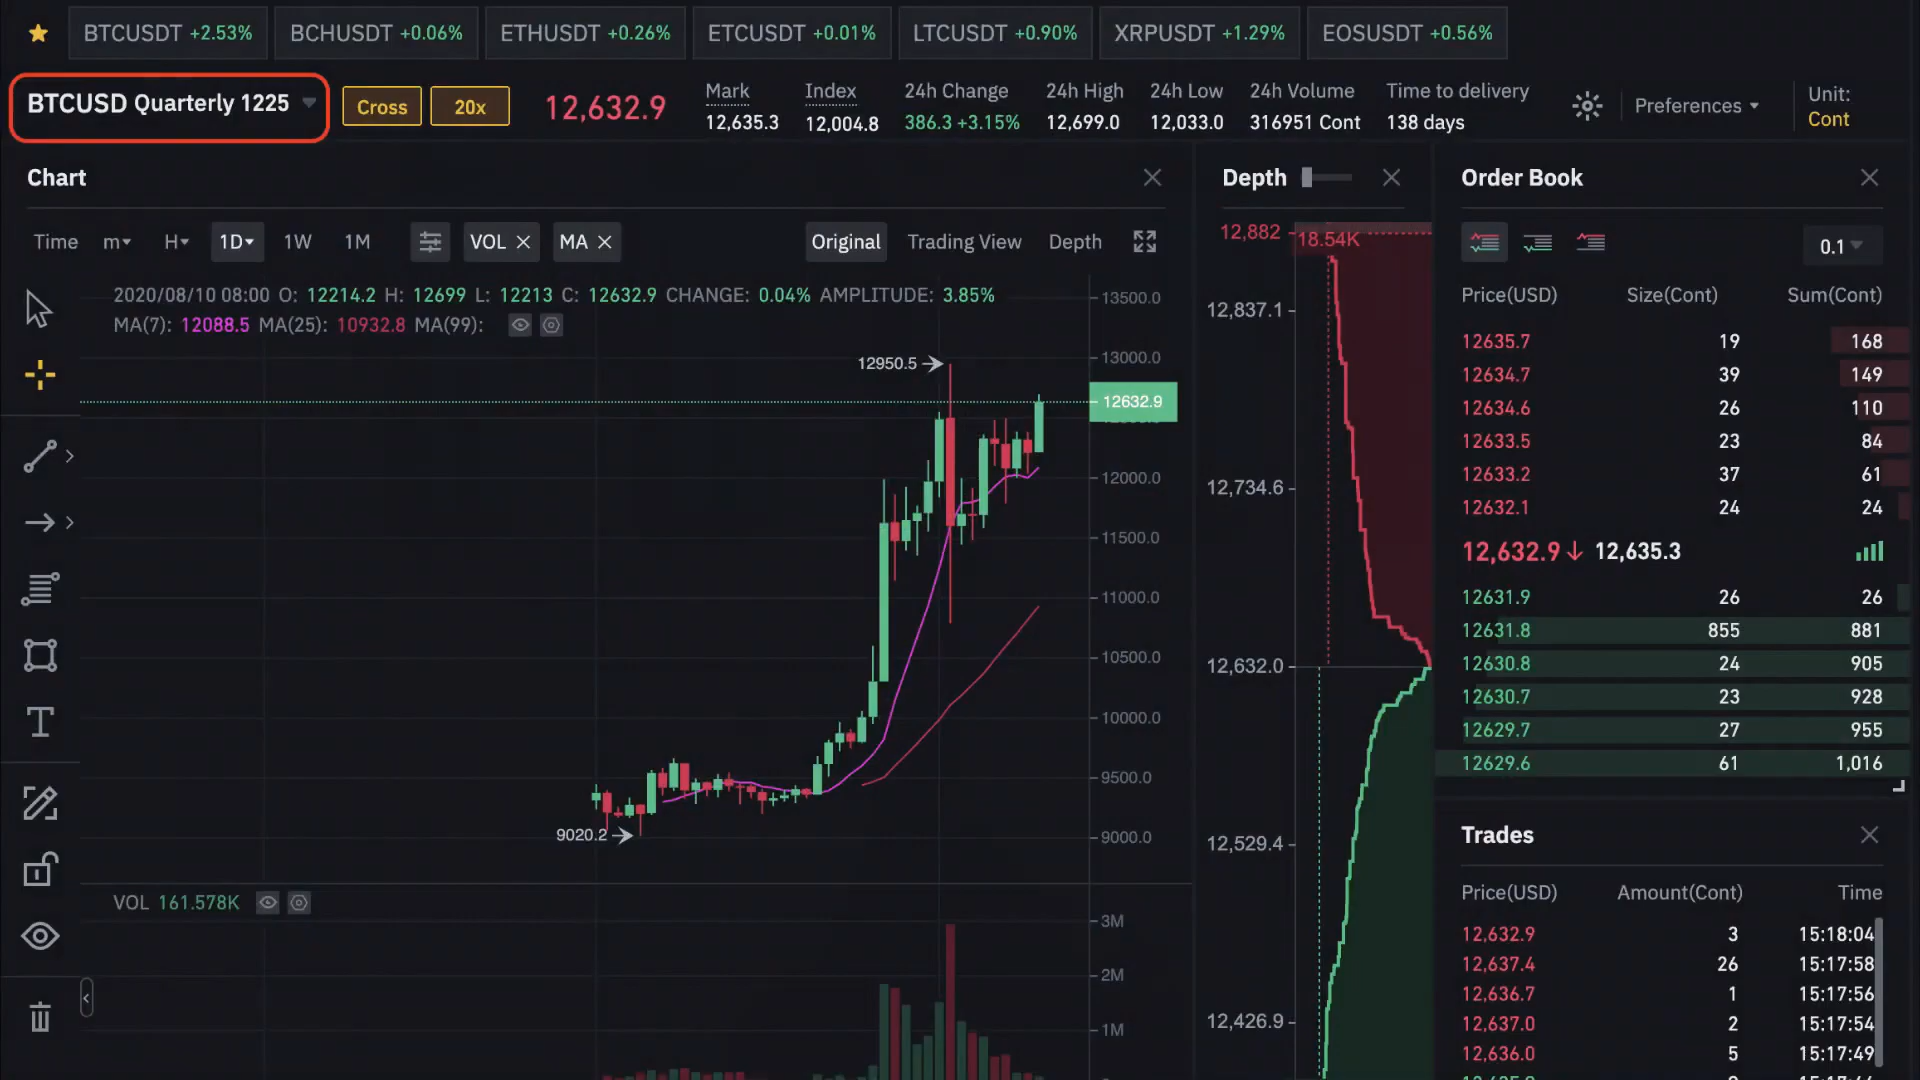 BTCUSDT +2.53% BCHUSDT +0.06% ETHUSDT +0.26% ETCUSDT +0.01% LTCUSDT +0.90% XRPUSDT +1.29% EOSUSDT +0.56%
BTCUSD Quarterly 1225 Cross 20x 12,632.9
Mark Index 24h Change 24h High 24h Low 24h Volume Time to delivery
12,635.3 12,004.8 386.3 +3.15% 12,699.0 12,033.0 316951 Cont 138 days
Preferences
Unit:
Cont
Chart
Time m H 1D 1W 1M VOL MA Original Trading View Depth
2020/08/10 08:00 O: 12214.2 H: 12699 L: 12213 C: 12632.9 CHANGE: 0.04% AMPLITUDE: 3.85%
MA(7): 12088.5 MA(25): 10932.8 MA(99):
12950.5
9020.2
13500.0
13000.0
12632.9
12000.0
11500.0
11000.0
10500.0
10000.0
9500.0
9000.0
VOL 161.578K
3M
2M
1M
Depth
12,882 18.54K
12,837.1
12,734.6
12,632.0
12,529.4
12,426.9
Order Book
0.1
Price(USD) Size(Cont) Sum(Cont)
12635.7 19 168
12634.7 39 149
12634.6 26 110
12633.5 23 84
12633.2 37 61
12632.1 24 24
12,632.9 12,635.3
12631.9 26 26
12631.8 855 881
12630.8 24 905
12630.7 23 928
12629.7 27 955
12629.6 61 1,016
Trades
Price(USD) Amount(Cont) Time
12,632.9 3 15:18:04
12,637.4 26 15:17:58
12,636.7 1 15:17:56
12,637.0 2 15:17:54
12,636.0 5 15:17:49